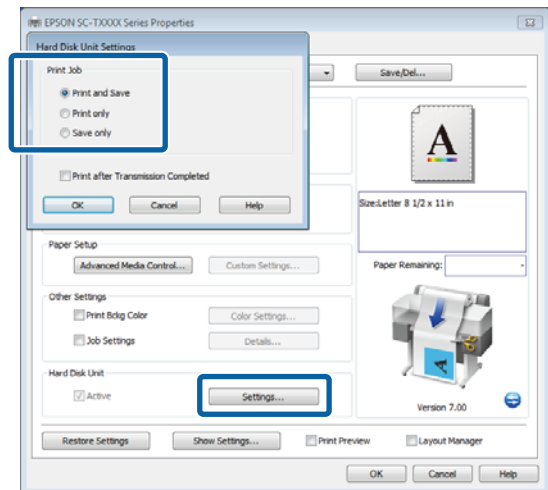 EPSON SC-TXXXX Series Properties
Hard Disk Unit Settings
Print Job
Print and Save
Print only
Save only
Print after Transmission Completed
OK Cancel Help
Save/Del...
A
Size:Letter 8 1/2 x 11 in
Paper Setup
Advanced Media Control... Custom Settings... Paper Remaining: -
Other Settings
Print Bckg Color Color Settings...
Job Settings Details...
Hard Disk Unit
Active Settings...
Version 7.00
Restore Settings Show Settings... Print Preview Layout Manager
OK Cancel Help